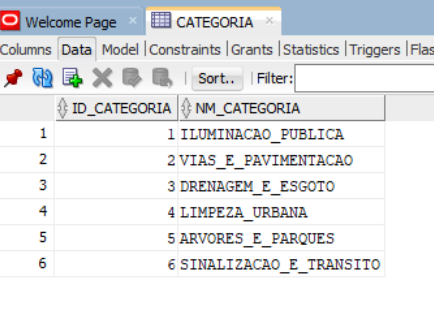 Welcome Page × CATEGORIA ×
Columns Data Model Constraints Grants Statistics Triggers
Sort.. Filter:
ID_CATEGORIA NM_CATEGORIA
1 1 ILUMINACAO_PUBLICA
2 2 VIAS_E_PAVIMENTACAO
3 3 DRENAGEM_E_ESGOTO
4 4 LIMPEZA_URBANA
5 5 ARVORES_E_PARQUES
6 6 SINALIZACAO_E_TRANSITO